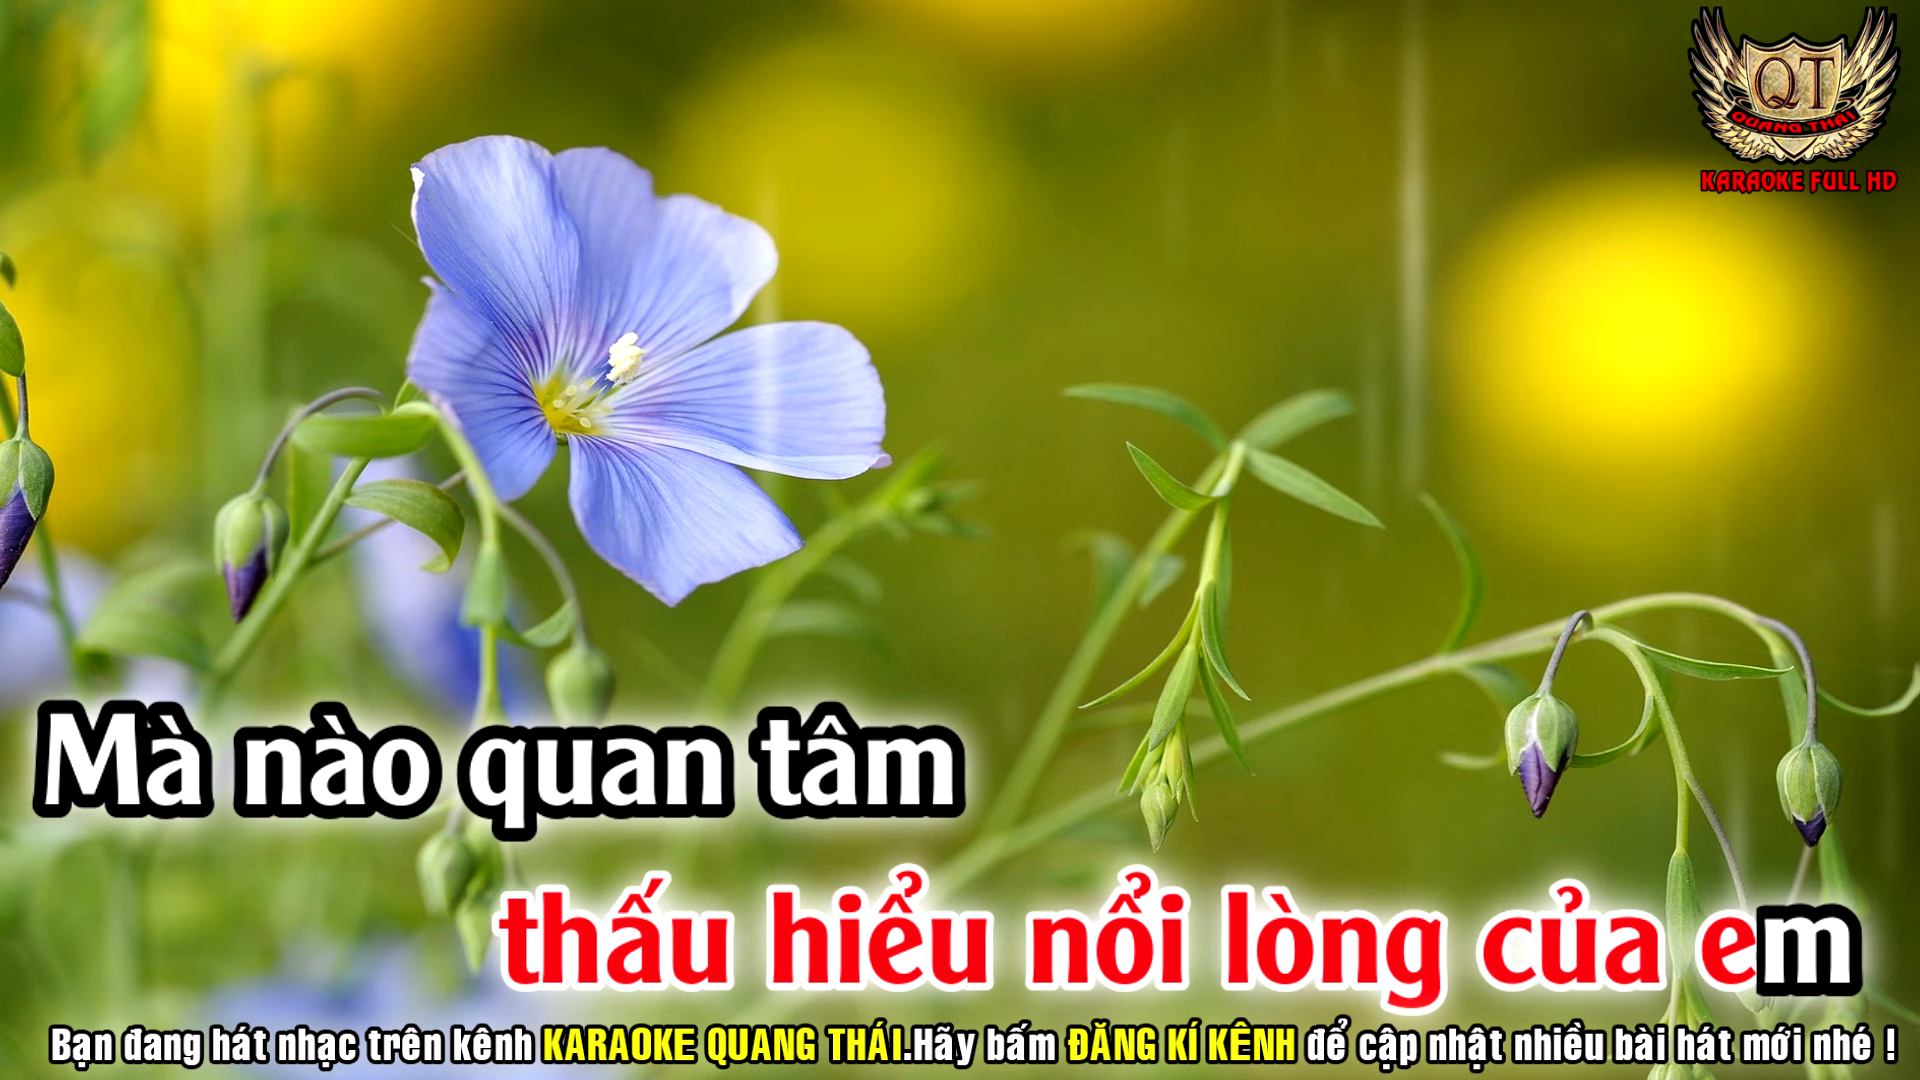 QT
QUANG THÁI
KARAOKE FULL HD
Mà nào quan tâm
thấu hiểu nổi lòng của em
Bạn đang hát nhạc trên kênh KARAOKE QUANG THÁI.Hãy bấm ĐĂNG KÍ KÊNH để cập nhật nhiều bài hát mới nhé !